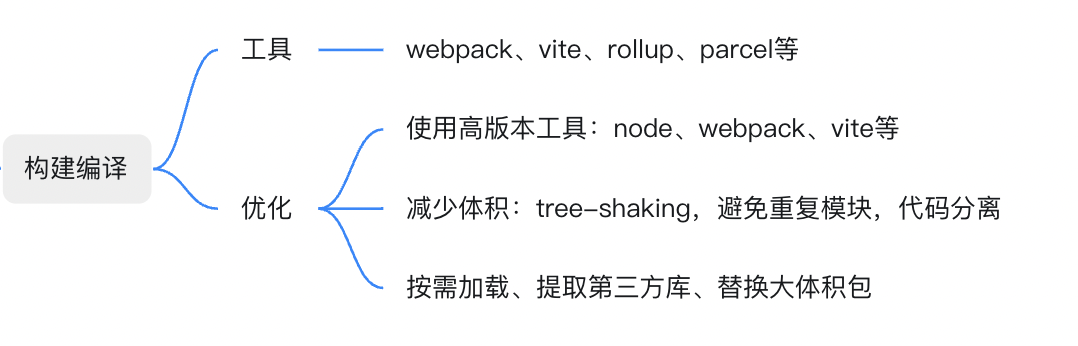 构建编译
工具
webpack、vite、rollup、parcel等
优化
使用高版本工具：node、webpack、vite等
减少体积：tree-shaking，避免重复模块，代码分离
按需加载、提取第三方库、替换大体积包